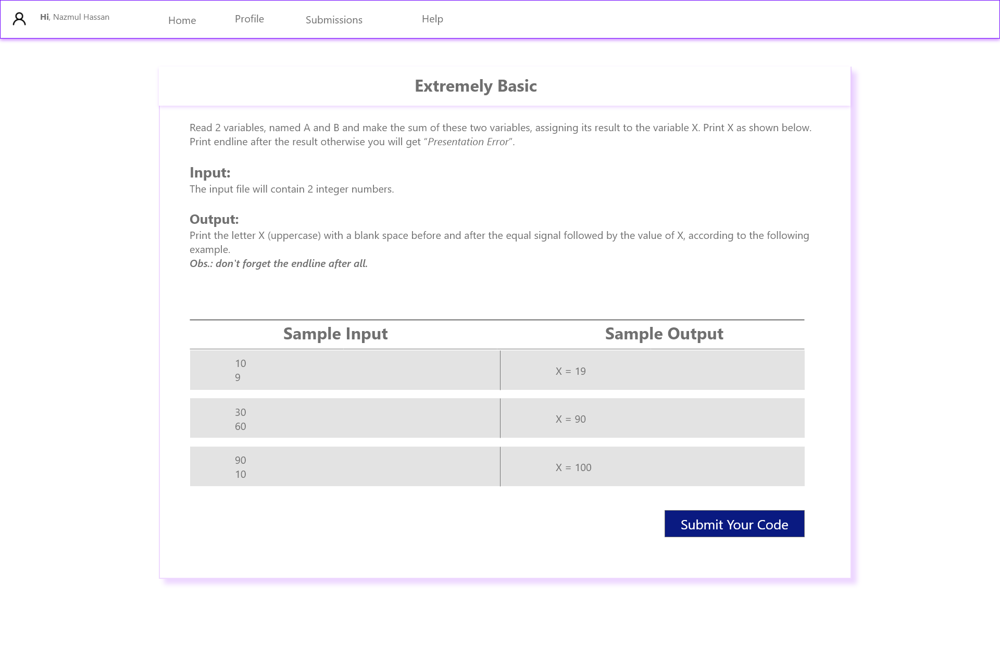 Hi, Nazmul Hassan
Home
Profile
Submissions
Help
Extremely Basic
Read 2 variables, named A and B and make the sum of these two variables, assigning its result to the variable X. Print X as shown below.
Print endline after the result otherwise you will get “Presentation Error”.
Input:
The input file will contain 2 integer numbers.
Output:
Print the letter X (uppercase) with a blank space before and after the equal signal followed by the value of X, according to the following
example.
Obs.: don't forget the endline after all.
Sample Input
Sample Output
10
9
X = 19
30
60
X = 90
90
10
X = 100
Submit Your Code